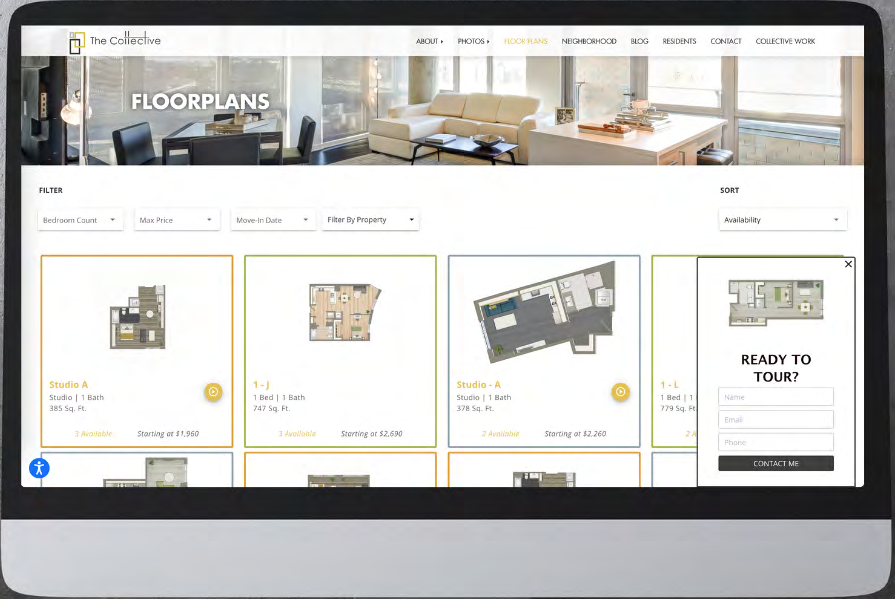 The Collective
ABOUT PHOTOS FLOORPLANS NEIGHBORHOOD BLOG RESIDENTS CONTACT COLLECTIVE WORK
FLOORPLANS
FILTER
SORT
Bedroom Count
Max Price
Move-In Date
Filter By Property
Availability
Studio A
Studio | 1 Bath
385 Sq. Ft.
3 Available
Starting at $1,960
1 - J
1 Bed | 1 Bath
747 Sq. Ft.
3 Available
Starting at $2,690
Studio - A
Studio | 1 Bath
378 Sq. Ft.
2 Available
Starting at $2,260
1 - L
1 Bed | 1
779 Sq. Ft.
2 A
READY TO
TOUR?
Name
Email
Phone
CONTACT ME